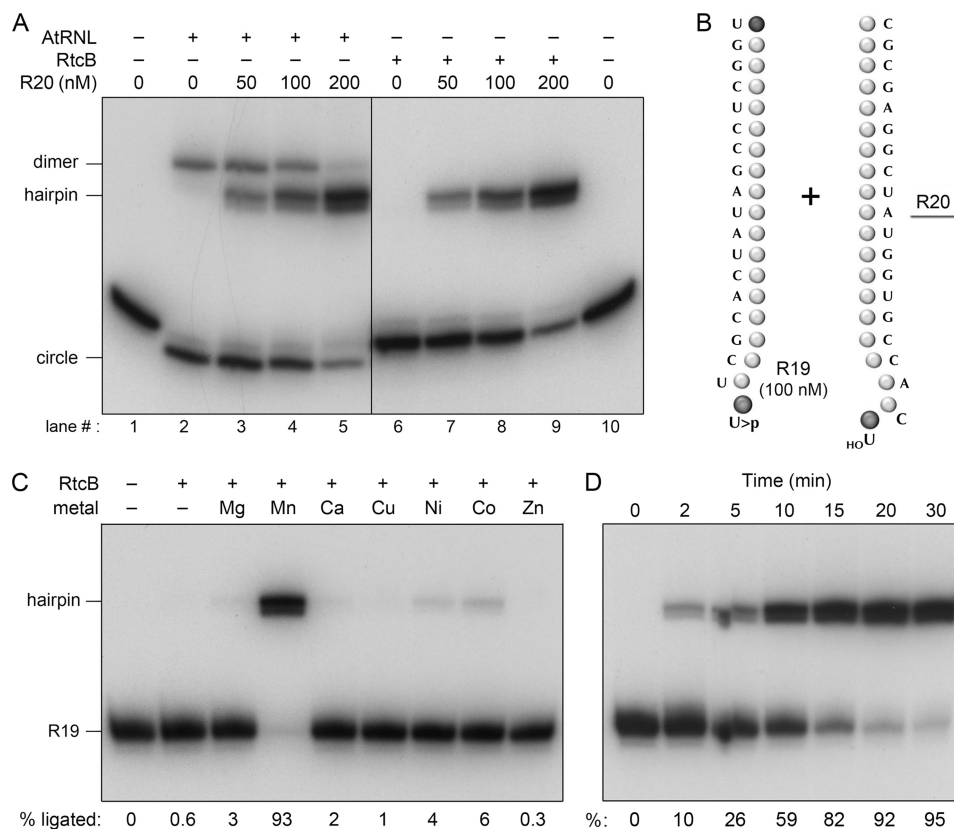 A
AtRNL – + + + + – – – – –
RtcB – – – – – + + + + –
R20 (nM) 0 0 50 100 200 0 50 100 200 0
dimer
hairpin
circle
lane # : 1 2 3 4 5 6 7 8 9 10
B
U
G
G
C
U
C
C
G
A
U
A
U
C
A
C
G
C
U
U>p
R19
(100 nM)
+
C
G
C
G
A
G
G
C
U
A
U
G
G
U
G
C
C
A
C
HOU
R20
C
RtcB – + + + + + + + +
metal – – Mg Mn Ca Cu Ni Co Zn
hairpin
R19
% ligated: 0 0.6 3 93 2 1 4 6 0.3
D
Time (min)
0 2 5 10 15 20 30
%: 0 10 26 59 82 92 95